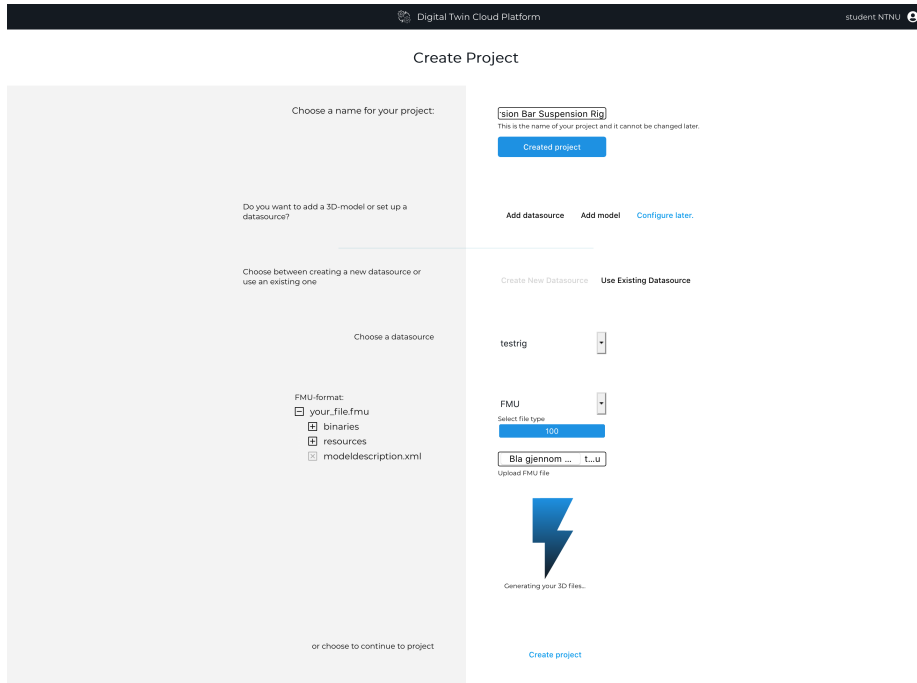 Digital Twin Cloud Platform
student NTNU
Create Project
Choose a name for your project:
sion Bar Suspension Rig
This is the name of your project and it cannot be changed later.
Created project
Do you want to add a 3D-model or set up a
datasource?
Add datasource Add model Configure later.
Choose between creating a new datasource or
use an existing one
Create New Datasource Use Existing Datasource
Choose a datasource
testrig
FMU-format:
your_file.fmu
binaries
resources
modeldescription.xml
FMU
Select file type
100
Bla gjennom ... t...u
Upload FMU file
Generating your 3D files...
or choose to continue to project
Create project